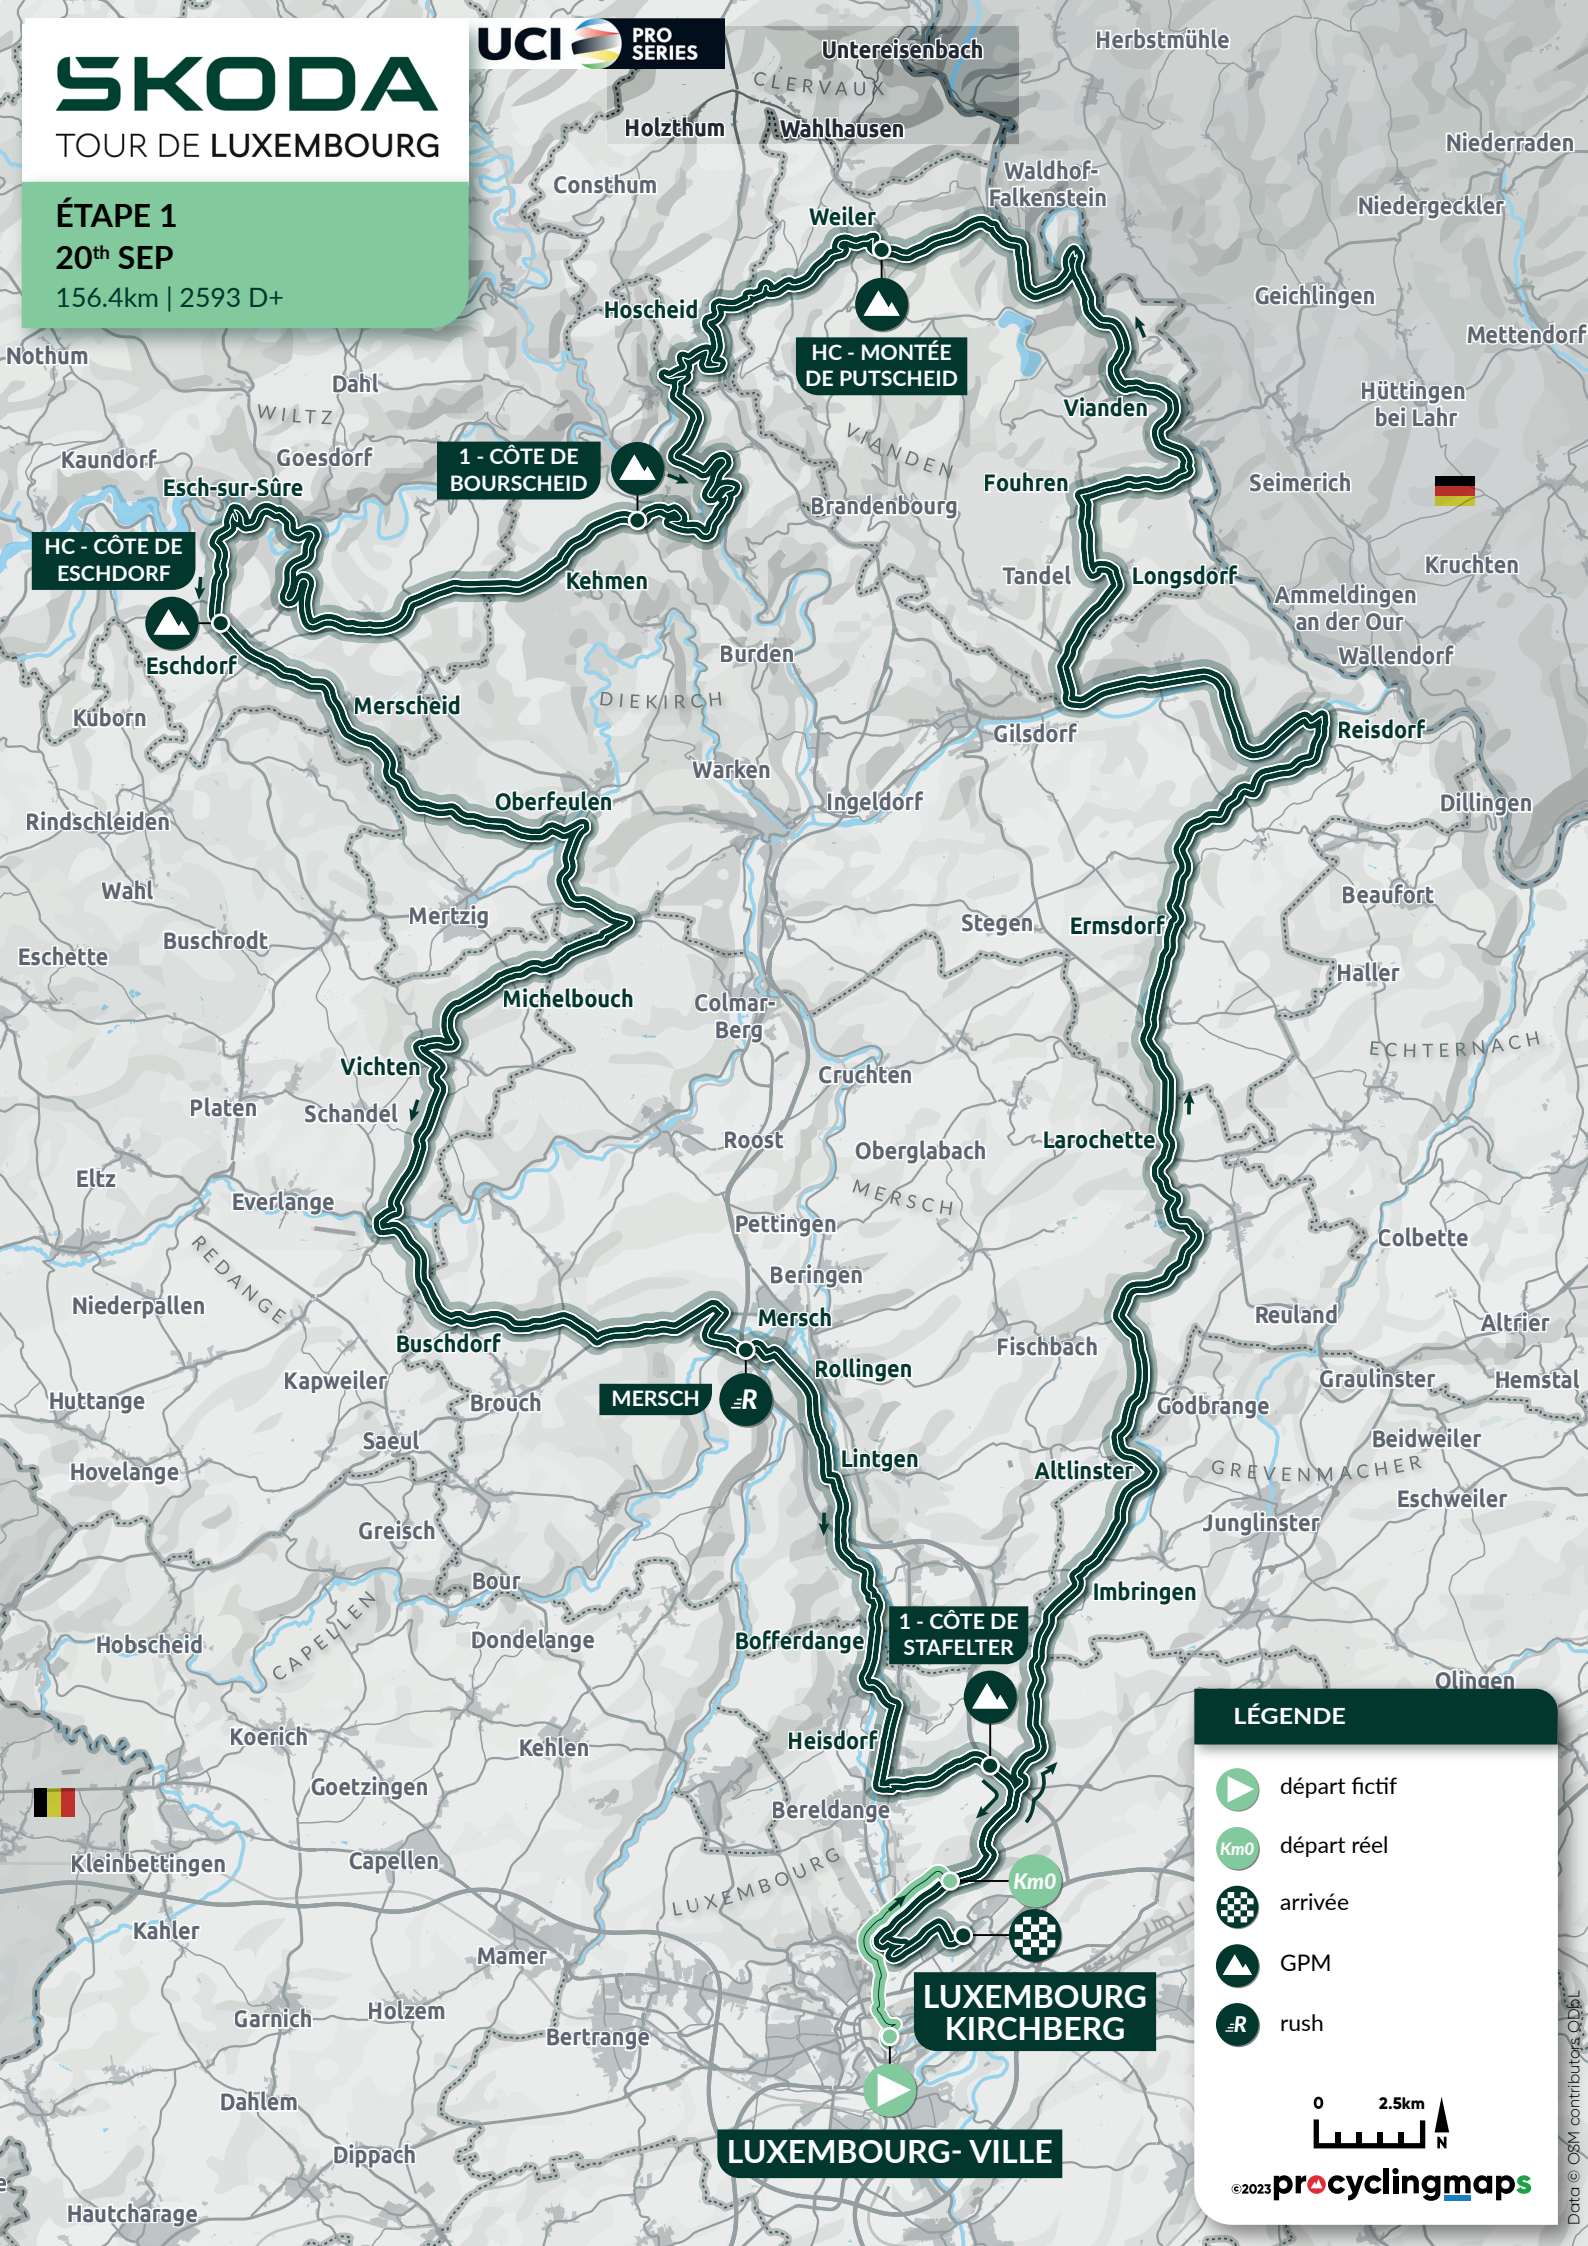 UCI PRO
SERIES
SKODA
TOUR DE LUXEMBOURG
ÉTAPE 1
20th SEP
156.4km | 2593 D+
Untereisenbach
Herbstmühle
CLERVAUX
Holzthum
Wahlhausen
Niederraden
Consthum
Waldhof-
Falkenstein
Niedergeckler
Weiler
Hoscheid
Geichlingen
Mettendorf
Nothum
HC - MONTÉE
DE PUTSCHEID
Dahl
WILTZ
Hüttingen
bei Lahr
Vianden
VIANDEN
Kaundorf
Goesdorf
1 - CÔTE DE
BOURSCHEID
Esch-sur-Sûre
Fouhren
Seimerich
Brandenbourg
HC - CÔTE DE
ESCHDORF
Kehmen
Tandel
Longsdorf
Kruchten
Ammeldingen
an der Our
Eschdorf
Burden
Wallendorf
Merscheid
DIEKIRCH
Kuborn
Gilsdorf
Reisdorf
Warken
Oberfeulen
Ingeldorf
Dillingen
Rindschleiden
Wahl
Mertzig
Beaufort
Buschrodt
Stegen
Ermsdorf
Eschette
Haller
Michelbouch
Colmar-
Berg
ECHTERNACH
Vichten
Cruchten
Platen
Schandel
Roost
Oberglabach
Larochette
Eltz
MERSCH
Everlange
Pettingen
Colbette
REDANGE
Beringen
Niederpallen
Mersch
Reuland
Altrier
Buschdorf
Fischbach
Rollingen
Kapweiler
Graulinster
Hemstal
Huttange
Brouch
MERSCH
R
Godbrange
Saeul
Beidweiler
Hovelange
Lintgen
Altlinster
GREVENMACHER
Eschweiler
Greisch
Junglinster
Bour
Imbringen
CAPELLEN
1 - CÔTE DE
STAFELTER
Hobscheid
Dondelange
Bofferdange
Olingen
Koerich
Kehlen
Heisdorf
Goetzingen
Bereldange
Kleinbettingen
Capellen
LUXEMBOURG
Km0
Kahler
Mamer
LUXEMBOURG
KIRCHBERG
Garnich
Holzem
Bertrange
Dahlem
LUXEMBOURG- VILLE
Dippach
Hautcharage
LÉGENDE
départ fictif
Km0 départ réel
arrivée
GPM
R rush
0 2.5km
N
©2023 procyclingmaps
Data © OSM contributors ODbL